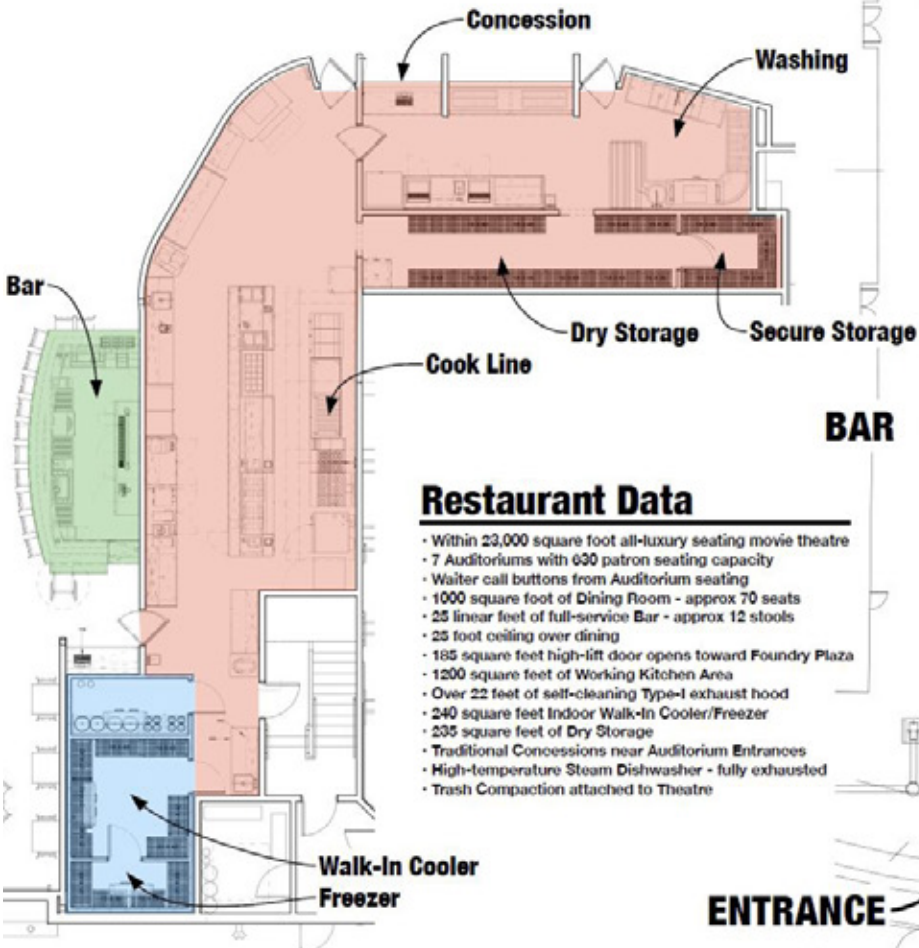 Concession
Washing
Bar
Dry Storage
Secure Storage
Cook Line
BAR
Restaurant Data
· Within 23,000 square foot all-luxury seating movie theatre
· 7 Auditoriums with 630 patron seating capacity
· Waiter call buttons from Auditorium seating
· 1000 square foot of Dining Room - approx 70 seats
· 25 linear feet of full-service Bar - approx 12 stools
· 25 foot ceiling over dining
· 185 square feet high-lift door opens toward Foundry Plaza
· 1200 square feet of Working Kitchen Area
· Over 22 feet of self-cleaning Type-I exhaust hood
· 240 square feet Indoor Walk-In Cooler/Freezer
· 235 square feet of Dry Storage
· Traditional Concessions near Auditorium Entrances
· High-temperature Steam Dishwasher - fully exhausted
· Trash Compaction attached to Theatre
Walk-In Cooler
Freezer
ENTRANCE